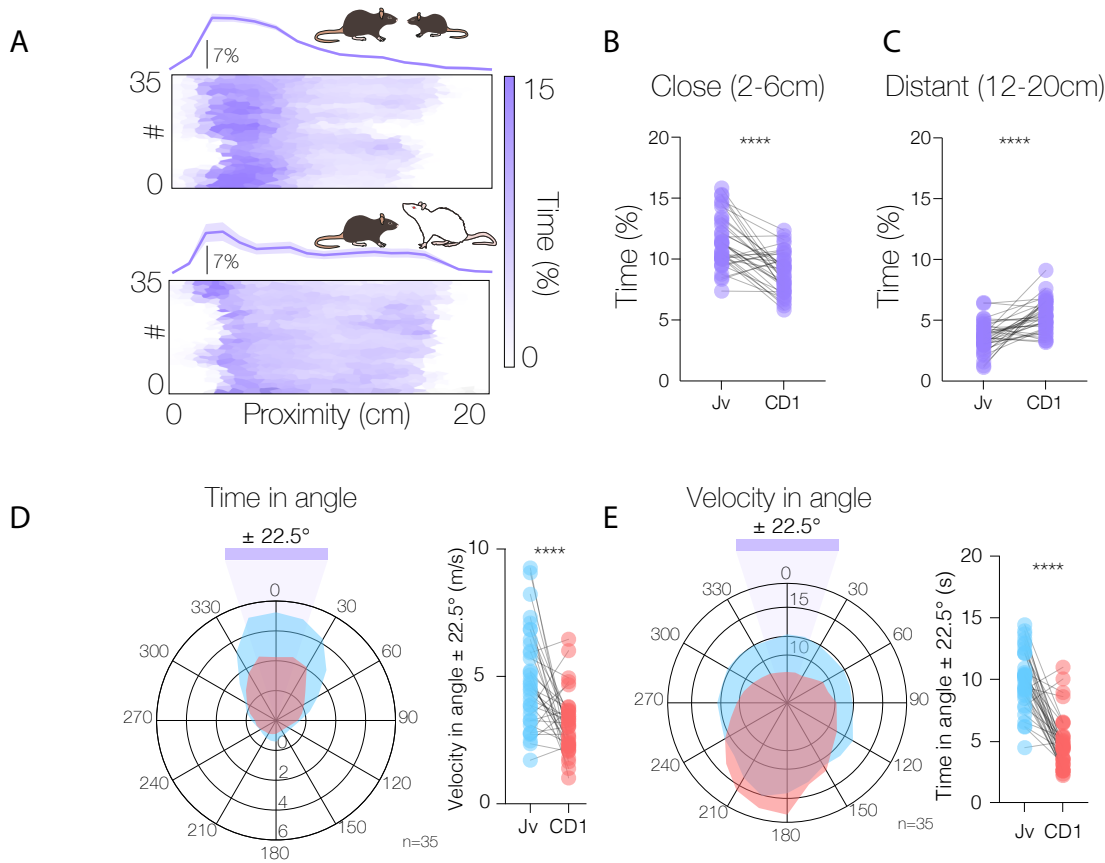 A
7%
35
#
0
7%
35
#
0
0 Proximity (cm) 20
15
Time (%)
0
B
Close (2-6cm)
20
****
15
Time (%)
10
5
0
Jv CD1
C
Distant (12-20cm)
20
****
15
Time (%)
10
5
0
Jv CD1
D
Time in angle
± 22.5°
0
330 30
300 60
270 90
240 120
210 150
180
0
2
4
6
n=35
10
****
Velocity in angle ± 22.5° (m/s)
5
0
Jv CD1
E
Velocity in angle
± 22.5°
0
330 30
15
300 60
10
270 90
240 120
210 150
180
n=35
20
****
15
Time in angle ± 22.5° (s)
10
5
0
Jv CD1